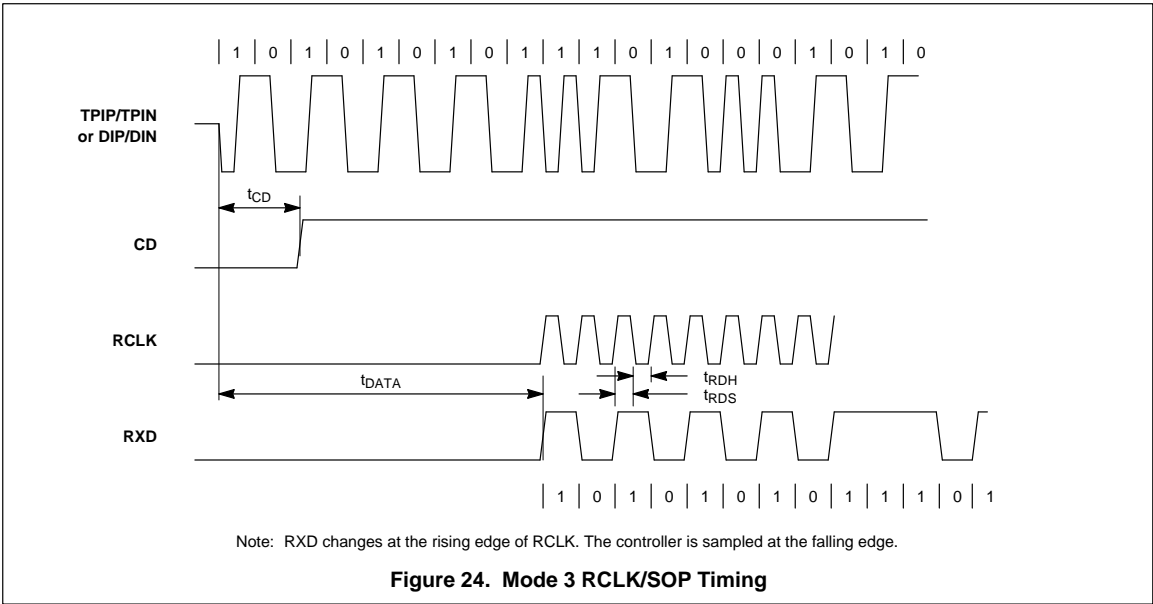 | 1 | 0 | 1 | 0 | 1 | 0 | 1 | 0 | 1 | 1 | 1 | 0 | 1 | 0 | 0 | 0 | 1 | 0 | 1 | 0
TPIP/TPIN
or DIP/DIN
tCD
CD
RCLK
tDATA
tRDH
tRDS
RXD
| 1 | 0 | 1 | 0 | 1 | 0 | 1 | 0 | 1 | 1 | 1 | 0 | 1
Note: RXD changes at the rising edge of RCLK. The controller is sampled at the falling edge.
Figure 24. Mode 3 RCLK/SOP Timing